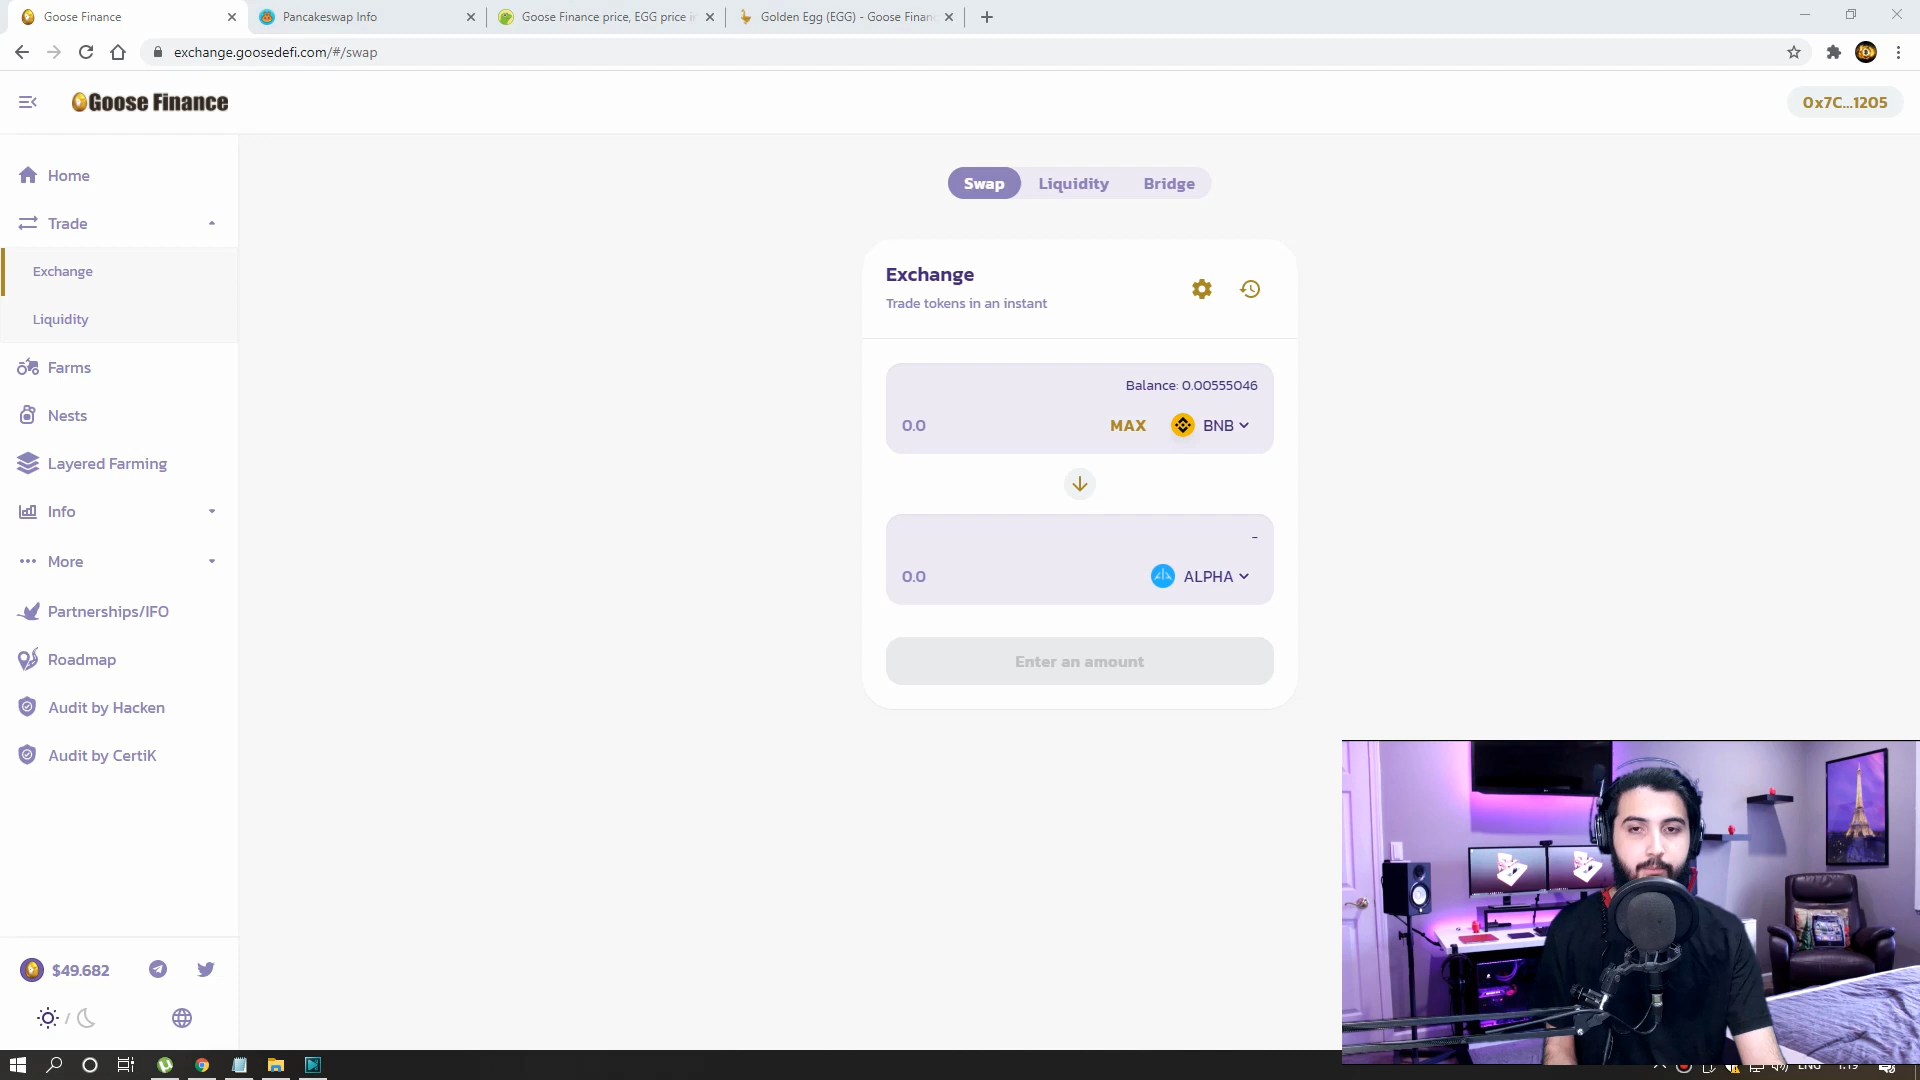 Goose Finance
Pancakeswap Info
Goose Finance price, EGG price i
Golden Egg (EGG) - Goose Finan
exchange.goosedefi.com/#/swap
Goose Finance
0x7C...1205
Home
Trade
Exchange
Liquidity
Farms
Nests
Layered Farming
Info
More
Partnerships/IFO
Roadmap
Audit by Hacken
Audit by CertiK
$49.682
/
Swap
Liquidity
Bridge
Exchange
Trade tokens in an instant
Balance: 0.00555046
0.0
MAX
BNB
-
0.0
ALPHA
Enter an amount
ENG
1:19